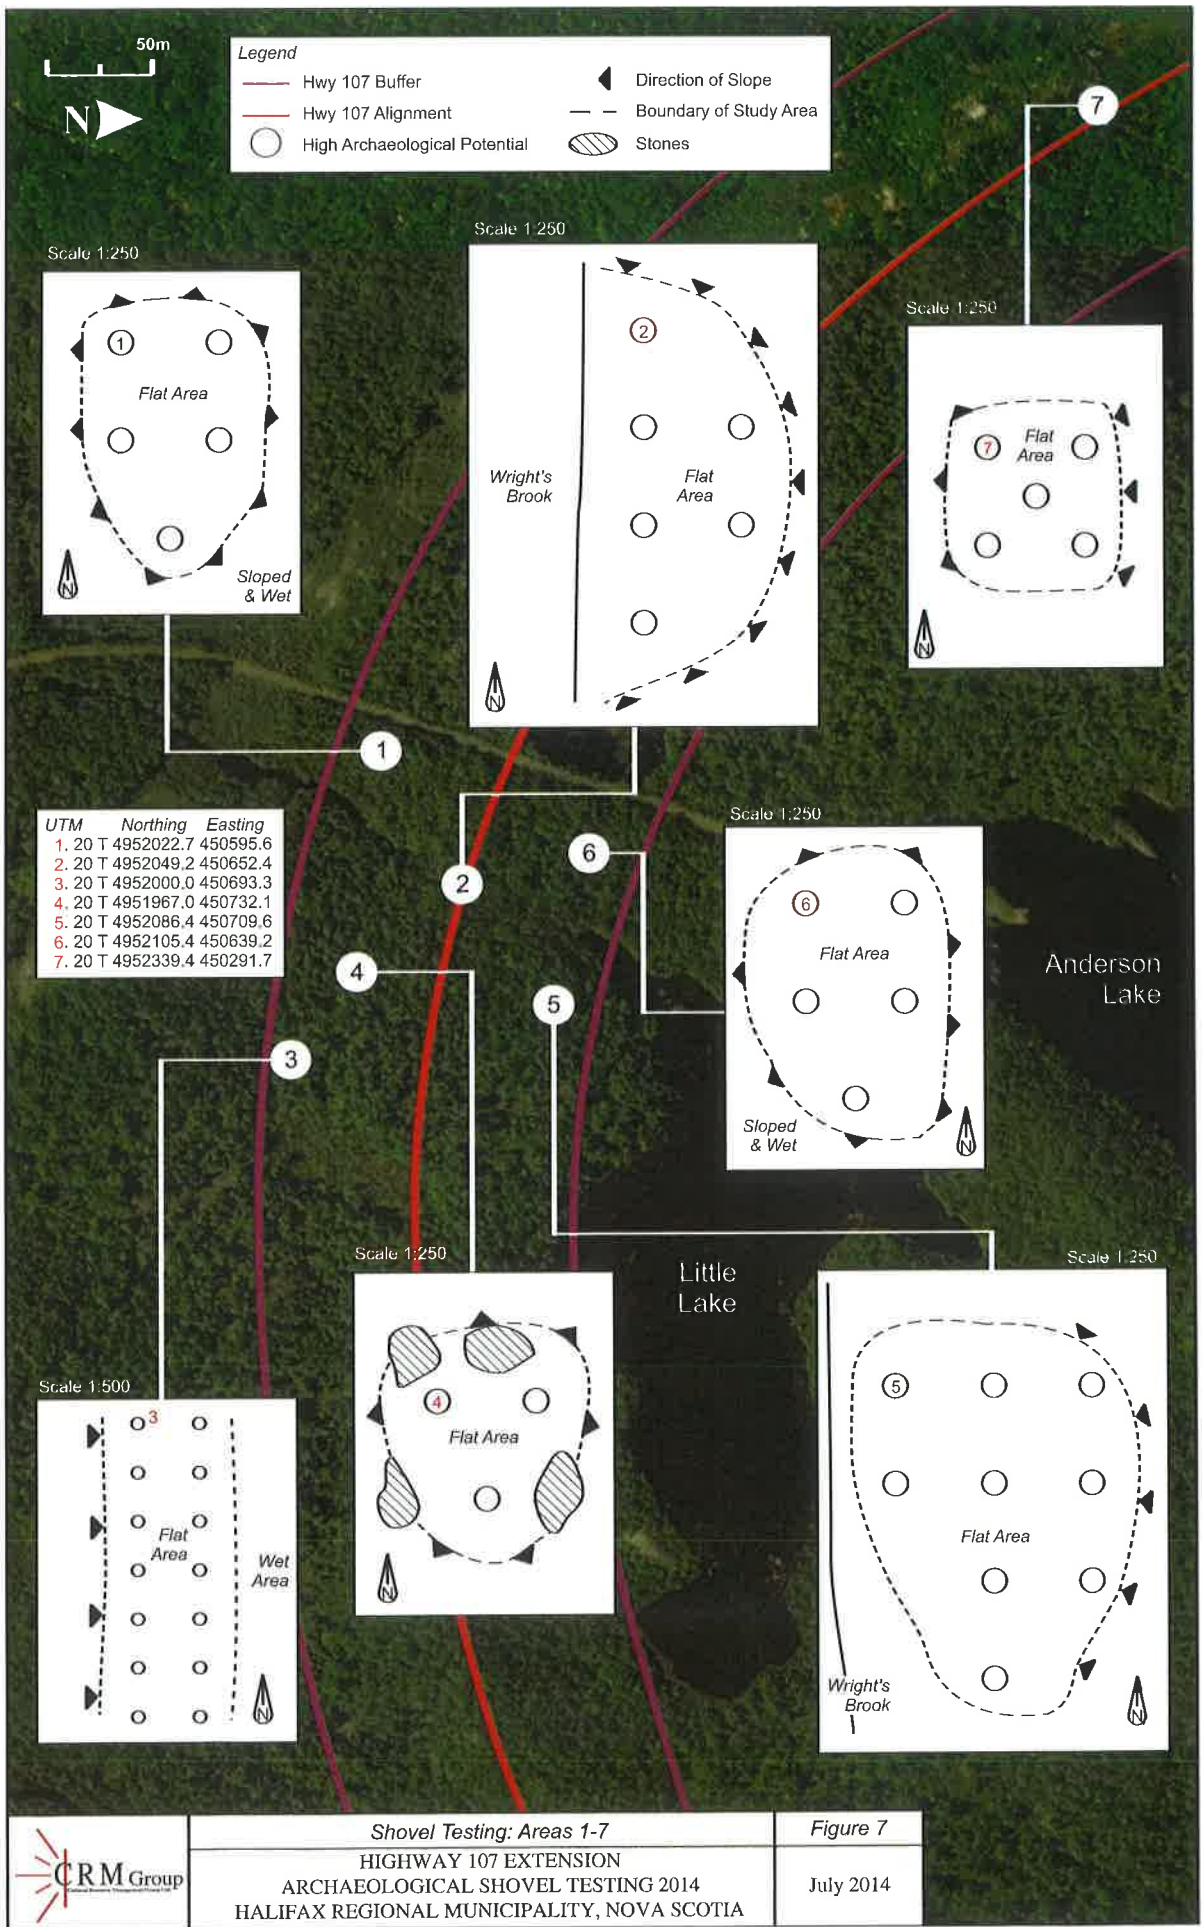 50m
N
Legend
Hwy 107 Buffer
Hwy 107 Alignment
High Archaeological Potential
Direction of Slope
Boundary of Study Area
Stones
7
Scale 1:250
1
Flat Area
Sloped
& Wet
N
Scale 1:250
2
Wright's
Brook
Flat
Area
N
Scale 1:250
7
Flat
Area
N
1
UTM Northing Easting
1. 20 T 4952022.7 450595.6
2. 20 T 4952049.2 450652.4
3. 20 T 4952000.0 450693.3
4. 20 T 4951967.0 450732.1
5. 20 T 4952086.4 450709.6
6. 20 T 4952105.4 450639.2
7. 20 T 4952339.4 450291.7
2
6
4
5
3
Scale 1:250
6
Flat Area
Sloped
& Wet
N
Anderson
Lake
Little
Lake
Scale 1:250
4
Flat Area
N
Scale 1:250
5
Flat Area
Wright's
Brook
N
Scale 1:500
3
Flat
Area
Wet
Area
N
CRM Group
Shovel Testing: Areas 1-7
HIGHWAY 107 EXTENSION
ARCHAEOLOGICAL SHOVEL TESTING 2014
HALIFAX REGIONAL MUNICIPALITY, NOVA SCOTIA
Figure 7
July 2014